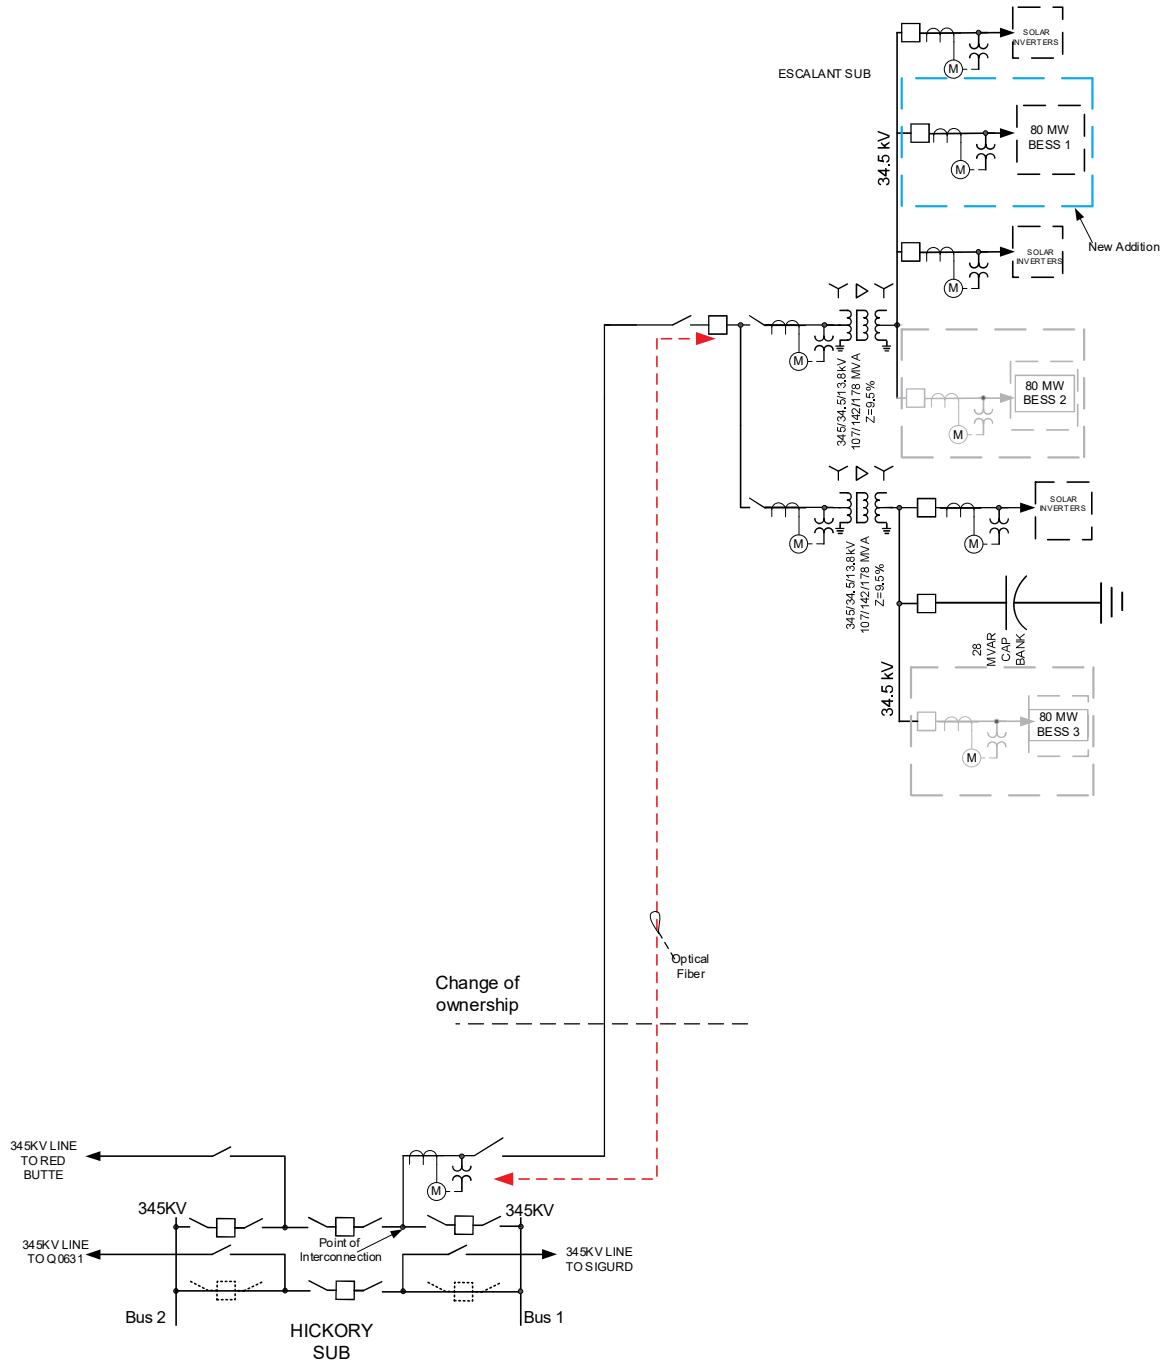 SOLAR
INVERTERS
M
ESCALANT SUB
34.5 kV
80 MW
BESS 1
M
New Addition
SOLAR
INVERTERS
M
M
345/34.5/13.8kV
107/142/178 MVA
Z=9.5%
80 MW
BESS 2
M
SOLAR
INVERTERS
M
M
345/34.5/13.8kV
107/142/178 MVA
Z=9.5%
28
MVAR
CAP
BANK
34.5 kV
80 MW
BESS 3
M
Optical
Fiber
Change of
ownership
345KV LINE
TO RED
BUTTE
M
345KV
345KV
Point of
Interconnection
345KV LINE
TO Q0631
345KV LINE
TO SIGURD
Bus 2
Bus 1
HICKORY
SUB